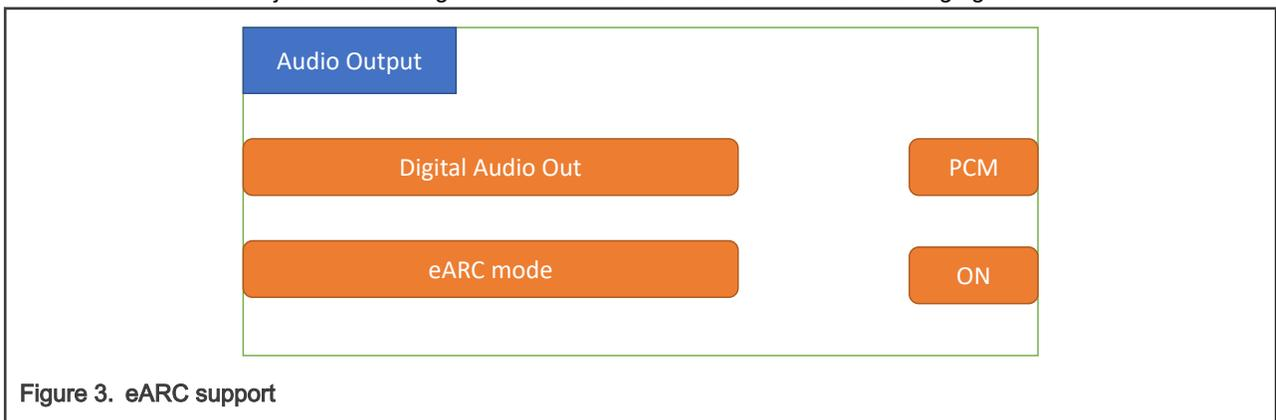 Audio Output
Digital Audio Out
PCM
eARC mode
ON
Figure 3. eARC support